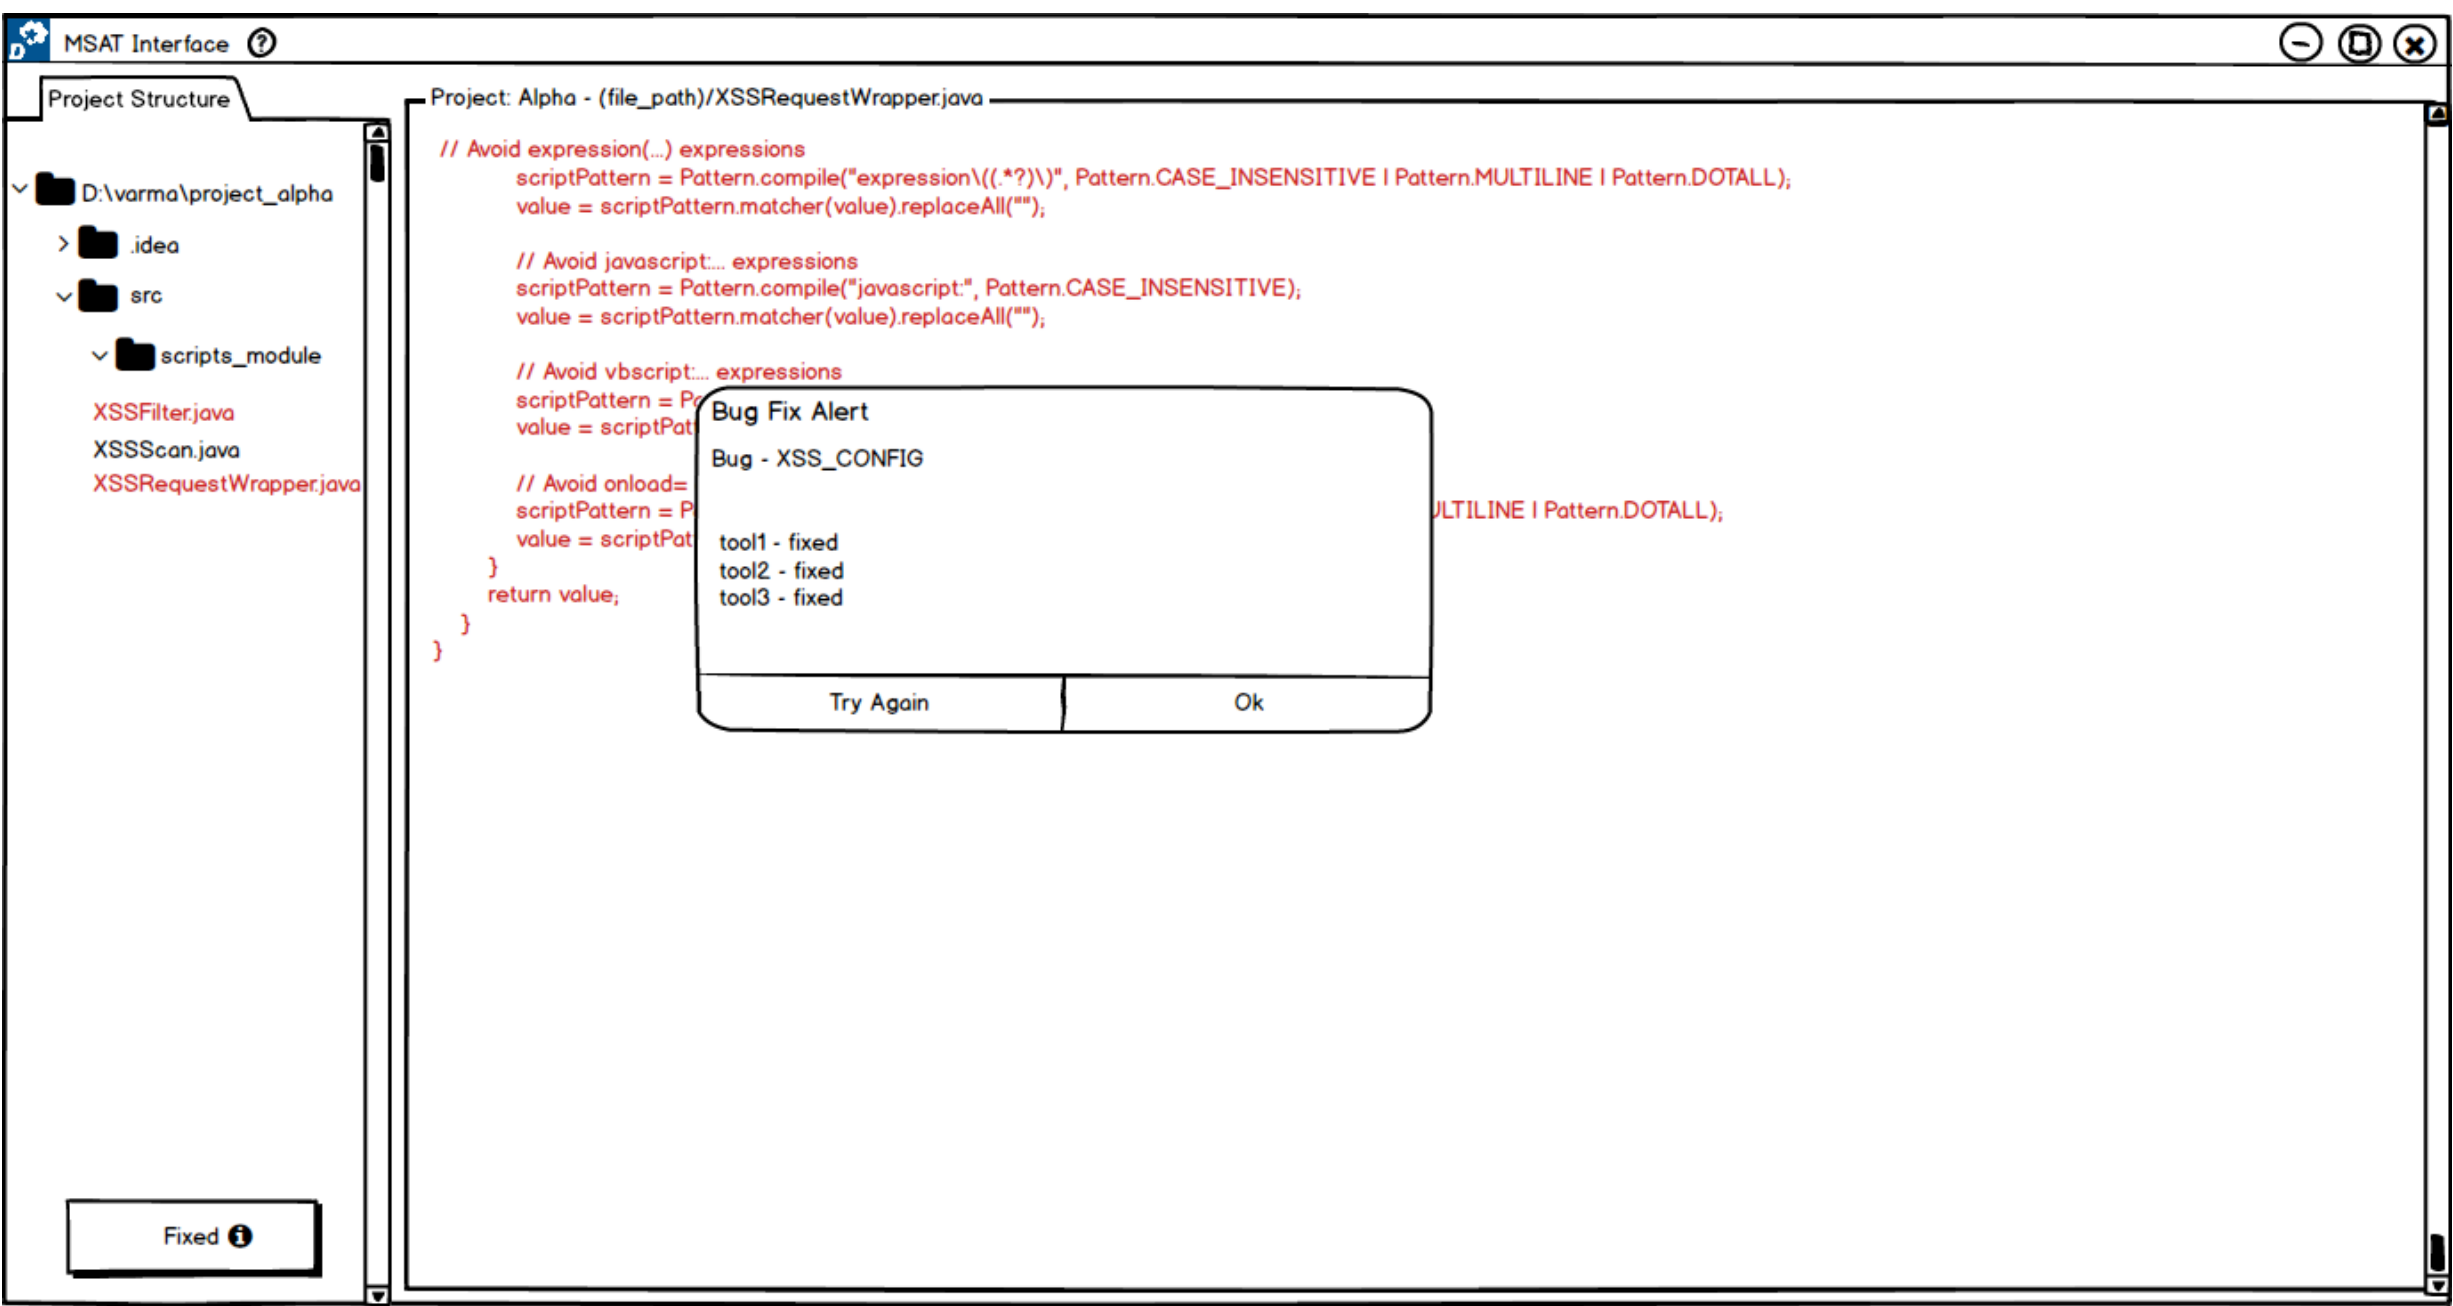 MSAT Interface ?
Project Structure
D:\varma\project_alpha
.idea
src
scripts_module
XSSFilter.java
XSSScan.java
XSSRequestWrapper.java
Fixed i
Project: Alpha - (file_path)/XSSRequestWrapper.java
// Avoid expression(...) expressions
scriptPattern = Pattern.compile("expression\((.*?)\)", Pattern.CASE_INSENSITIVE | Pattern.MULTILINE | Pattern.DOTALL);
value = scriptPattern.matcher(value).replaceAll("");
// Avoid javascript:... expressions
scriptPattern = Pattern.compile("javascript:", Pattern.CASE_INSENSITIVE);
value = scriptPattern.matcher(value).replaceAll("");
// Avoid vbscript:... expressions
scriptPattern =
value =
// Avoid onload=
scriptPattern = ULTILINE | Pattern.DOTALL);
value =
}
return value;
}
}
Bug Fix Alert
Bug - XSS_CONFIG
tool1 - fixed
tool2 - fixed
tool3 - fixed
Try Again
Ok